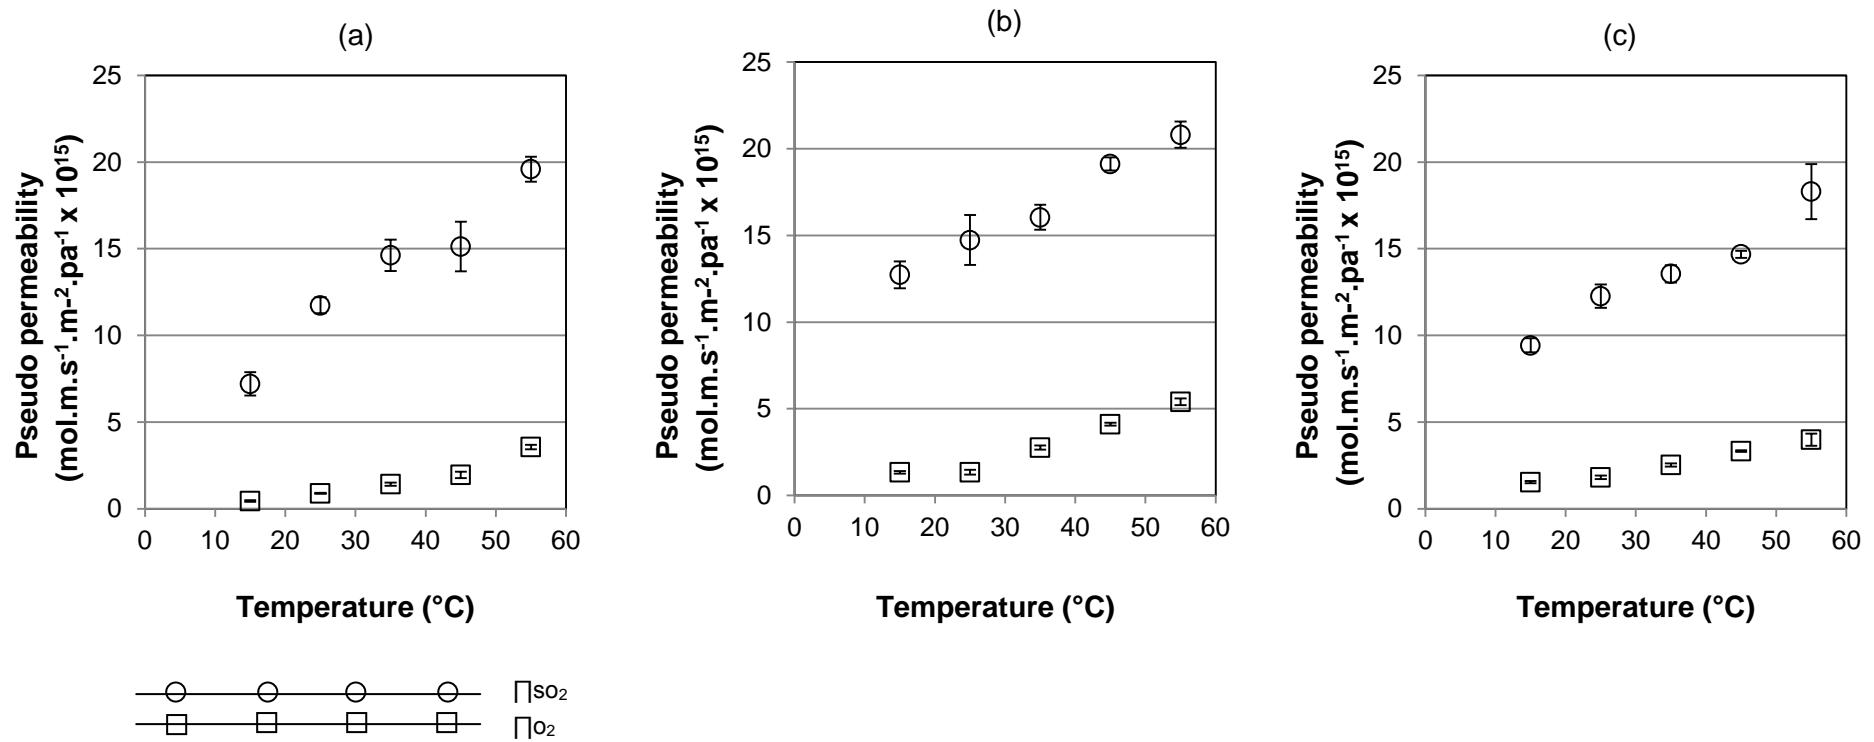 (a)
25
20
15
10
5
0
0 10 20 30 40 50 60
Pseudo permeability
(mol.m.s⁻¹.m-².pa⁻¹ x 10¹⁵)
Temperature (°C)
(b)
25
20
15
10
5
0
0 10 20 30 40 50 60
Pseudo permeability
(mol.m.s⁻¹.m-².pa⁻¹ x 10¹⁵)
Temperature (°C)
(c)
25
20
15
10
5
0
0 10 20 30 40 50 60
Pseudo permeability
(mol.m.s⁻¹.m-².pa⁻¹ x 10¹⁵)
Temperature (°C)
∏so₂
∏o₂